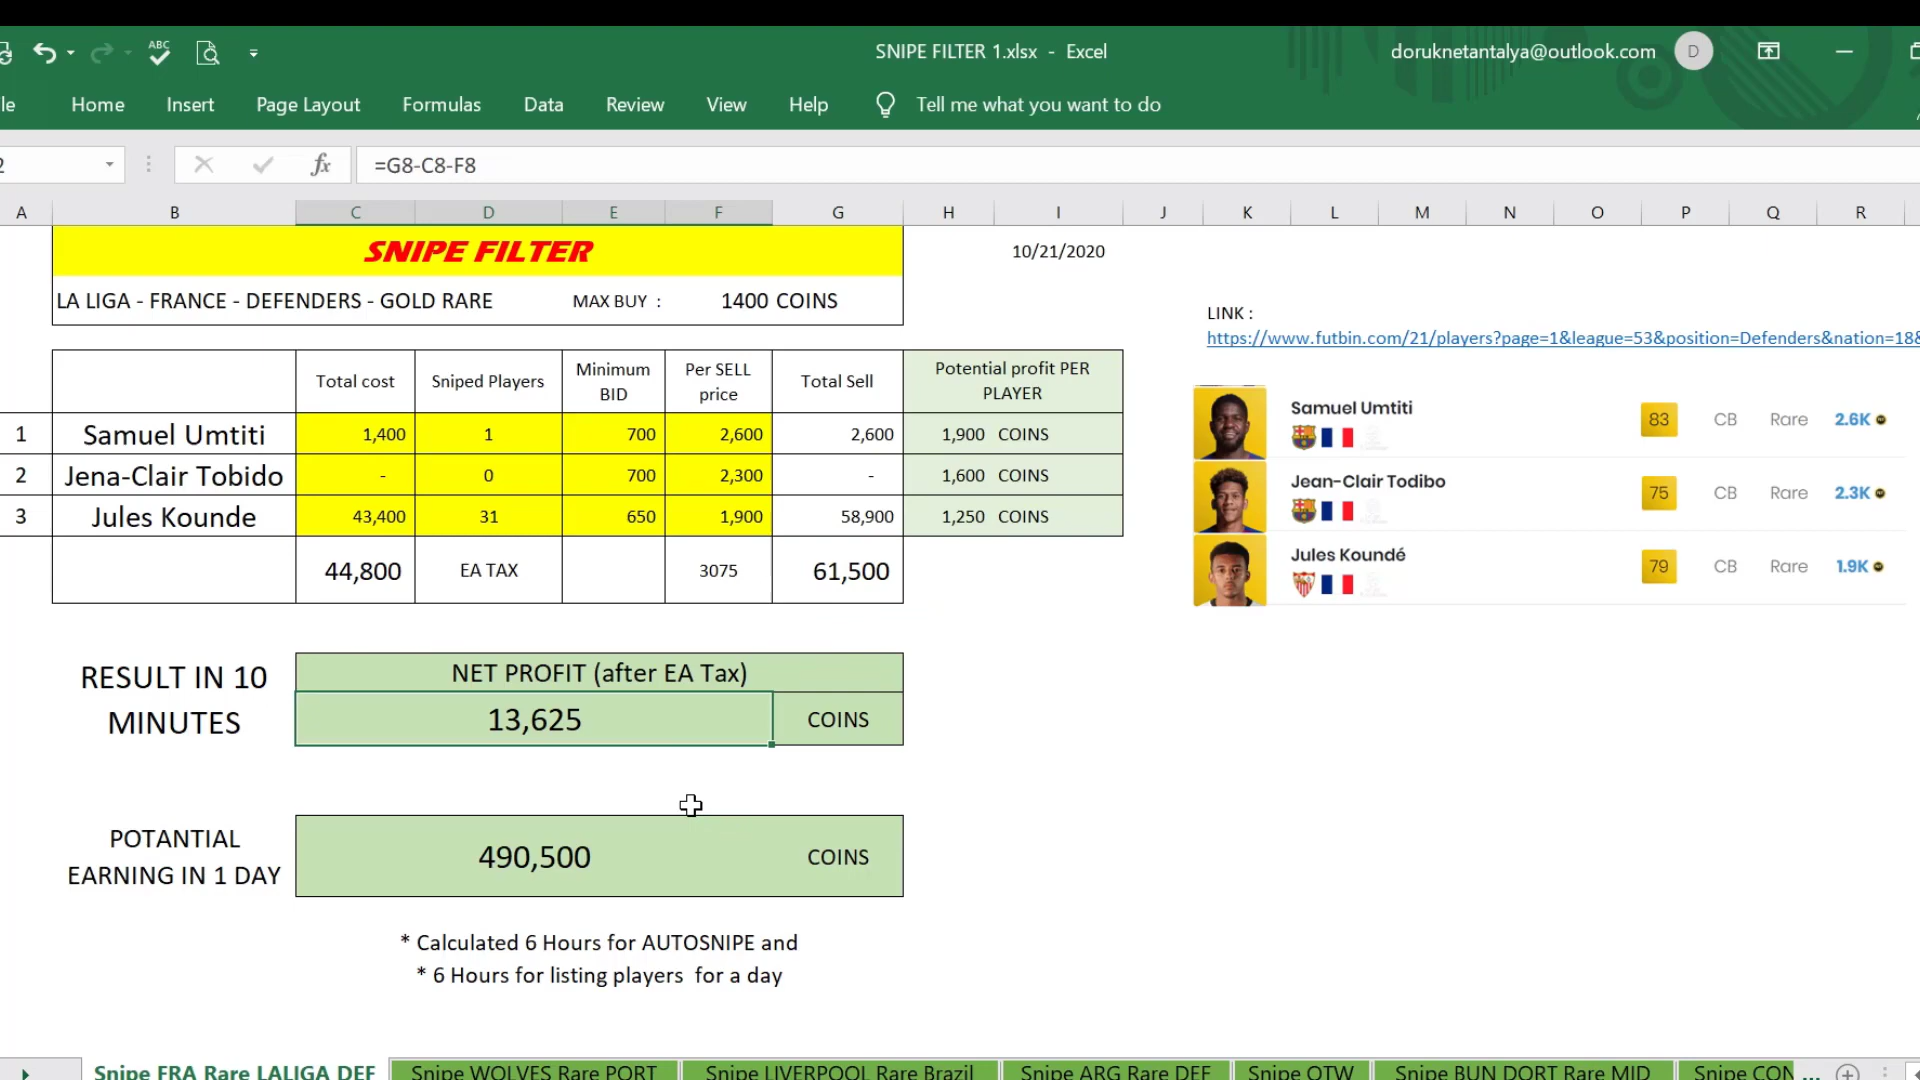 ABC
SNIPE FILTER 1.xlsx - Excel
doruknetantalya@outlook.com
D
le Home Insert Page Layout Formulas Data Review View Help Tell me what you want to do
2
fx
=G8-C8-F8
A B C D E F G H I J K L M N O P Q R
SNIPE FILTER
10/21/2020
LA LIGA - FRANCE - DEFENDERS - GOLD RARE MAX BUY : 1400 COINS
LINK :
https://www.futbin.com/21/players?page=1&league=53&position=Defenders&nation=18&
Total cost Sniped Players Minimum BID Per SELL price Total Sell Potential profit PER PLAYER
1 Samuel Umtiti 1,400 1 700 2,600 2,600 1,900 COINS
2 Jena-Clair Tobido - 0 700 2,300 - 1,600 COINS
3 Jules Kounde 43,400 31 650 1,900 58,900 1,250 COINS
44,800 EA TAX 3075 61,500
Samuel Umtiti 83 CB Rare 2.6K
Jean-Clair Todibo 75 CB Rare 2.3K
Jules Koundé 79 CB Rare 1.9K
RESULT IN 10
MINUTES
NET PROFIT (after EA Tax)
13,625 COINS
POTANTIAL
EARNING IN 1 DAY
490,500 COINS
* Calculated 6 Hours for AUTOSNIPE and
* 6 Hours for listing players for a day
Snipe FRA Rare LALIGA DEF Snipe WOLVES Rare PORT Snipe LIVERPOOL Rare Brazil Snipe ARG Rare DEF Snipe OTW Snipe BUN DORT Rare MID Snipe CON ...